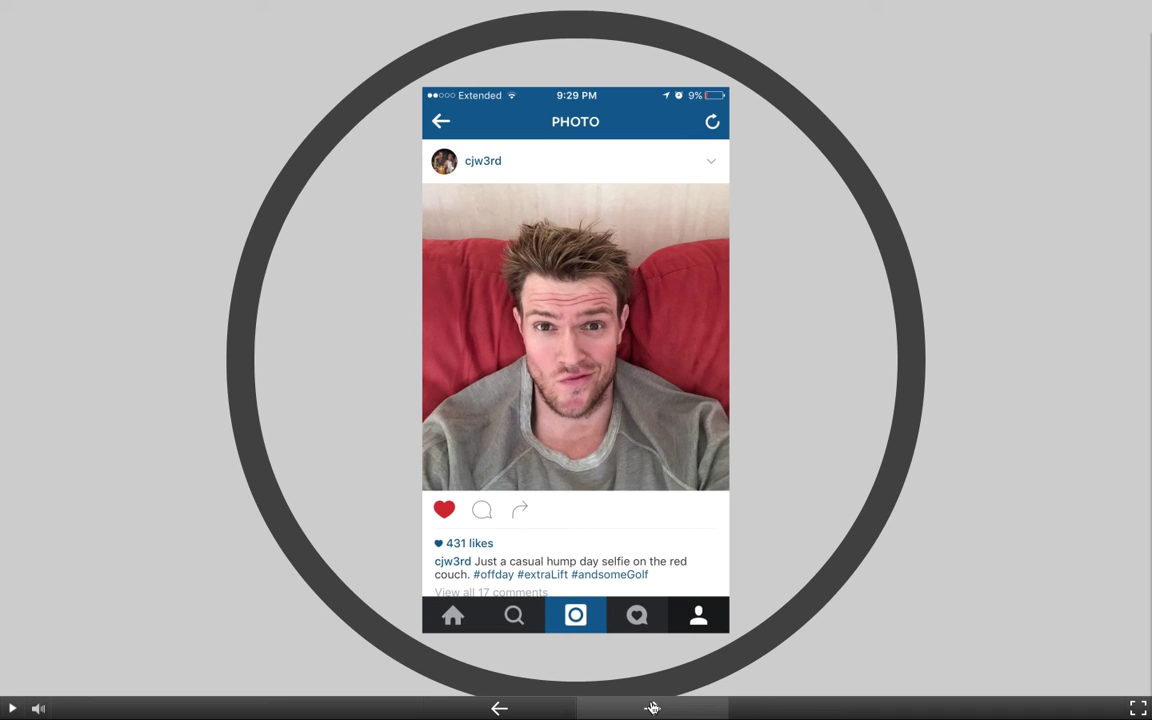 Extended 9:29 PM 9%
PHOTO
cjw3rd
431 likes
cjw3rd Just a casual hump day selfie on the red
couch. #offday #extraLift #andsomeGolf
View all 17 comments